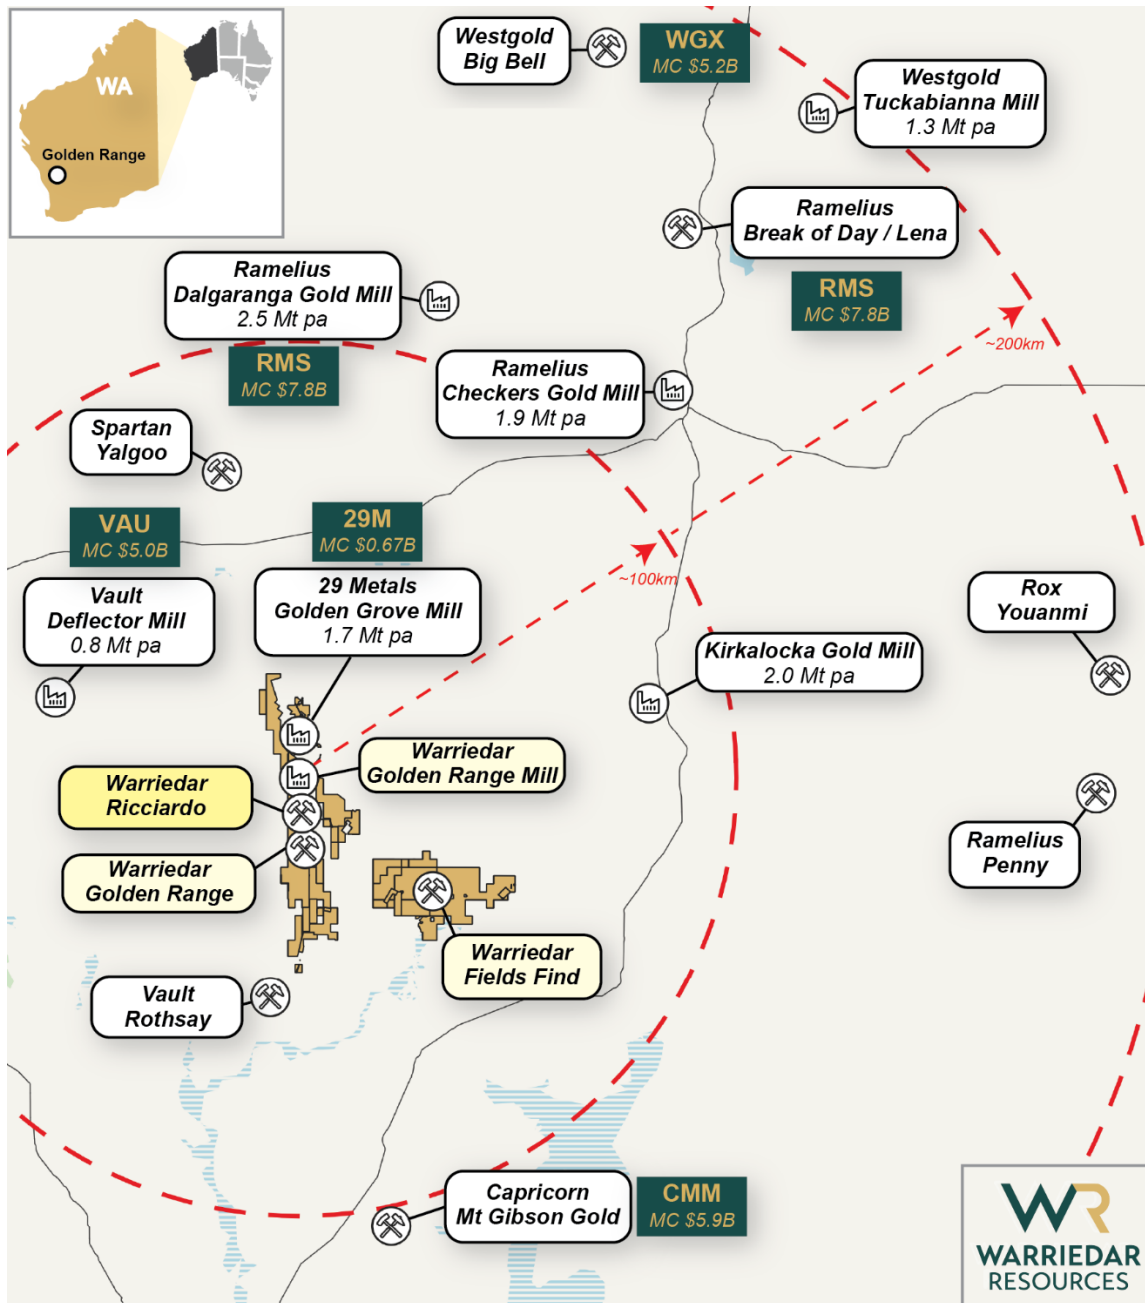 WA
Golden Range
Westgold
Big Bell
WGX
MC $5.2B
Westgold
Tuckabianna Mill
1.3 Mt pa
Ramelius
Break of Day / Lena
RMS
MC $7.8B
Ramelius
Dalgaranga Gold Mill
2.5 Mt pa
RMS
MC $7.8B
~200km
Ramelius
Checkers Gold Mill
1.9 Mt pa
Spartan
Yalgoo
VAU
MC $5.0B
29M
MC $0.67B
Vault
Deflector Mill
0.8 Mt pa
29 Metals
Golden Grove Mill
1.7 Mt pa
~100km
Rox
Youanmi
Kirkalocka Gold Mill
2.0 Mt pa
Warriedar
Golden Range Mill
Warriedar
Ricciardo
Warriedar
Golden Range
Ramelius
Penny
Warriedar
Fields Find
Vault
Rothsay
Capricorn
Mt Gibson Gold
CMM
MC $5.9B
WR
WARRIEDAR
RESOURCES